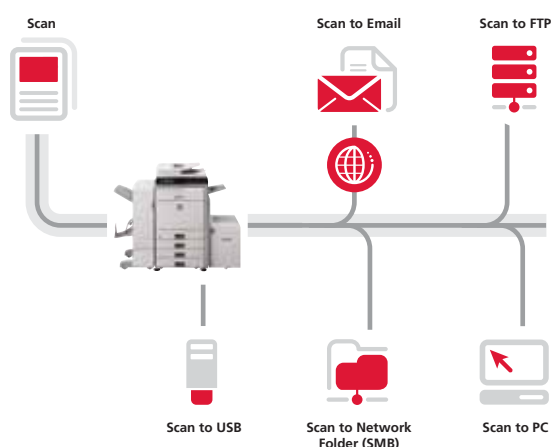 Scan
Scan to Email
Scan to FTP
Scan to USB
Scan to Network
Folder (SMB)
Scan to PC